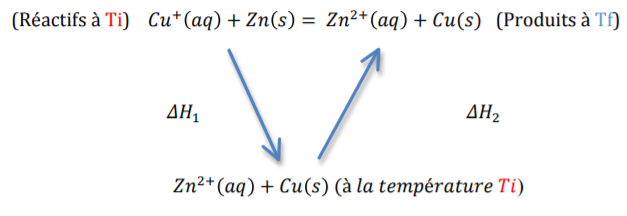 (Réactifs à Ti) Cu⁺(aq) + Zn(s) = Zn²⁺(aq) + Cu(s) (Produits à Tf)
ΔH₁ ΔH₂
Zn²⁺(aq) + Cu(s) (à la température Ti)